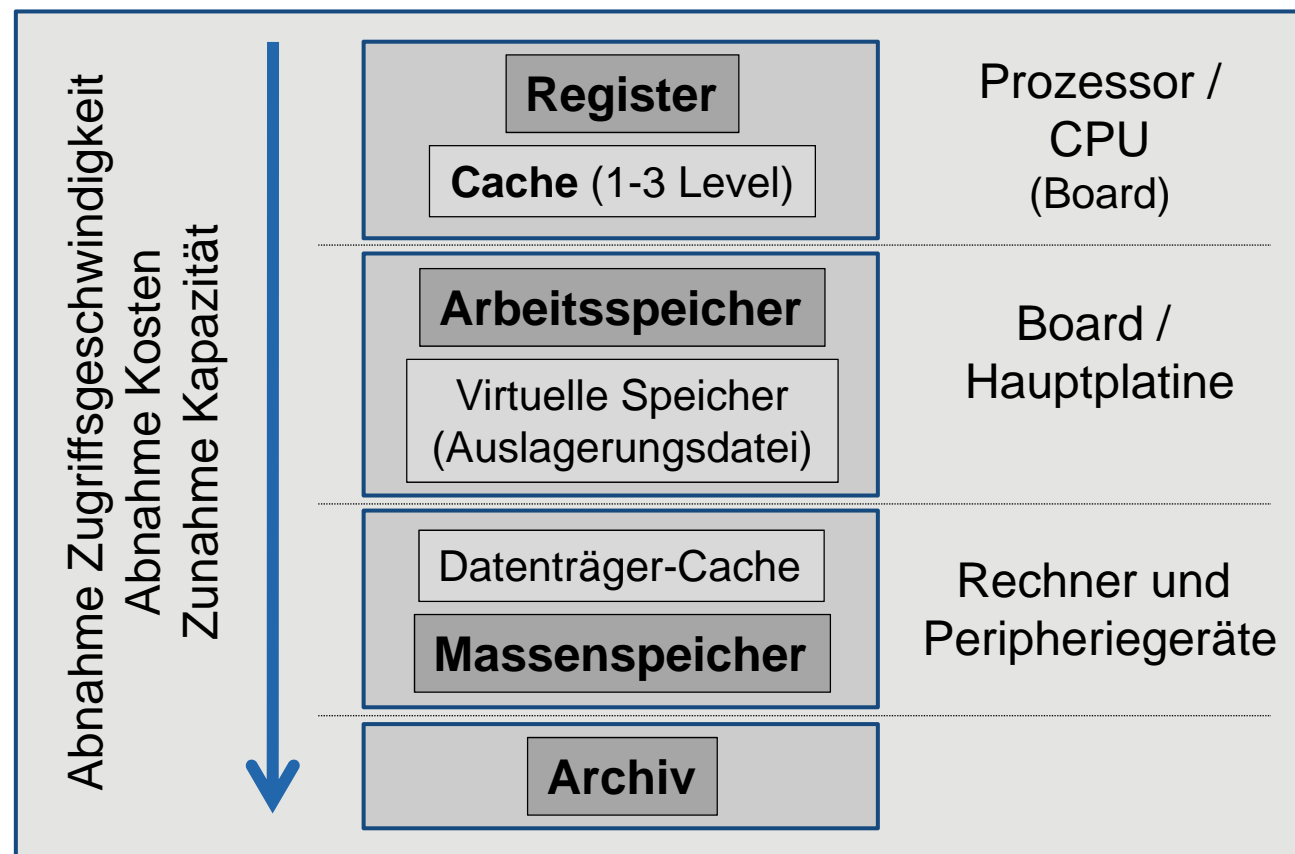 Abnahme Zugriffsgeschwindigkeit
Abnahme Kosten
Zunahme Kapazität
Register
Cache (1-3 Level)
Prozessor /
CPU
(Board)
Arbeitsspeicher
Virtuelle Speicher
(Auslagerungsdatei)
Board /
Hauptplatine
Datenträger-Cache
Massenspeicher
Rechner und
Peripheriegeräte
Archiv